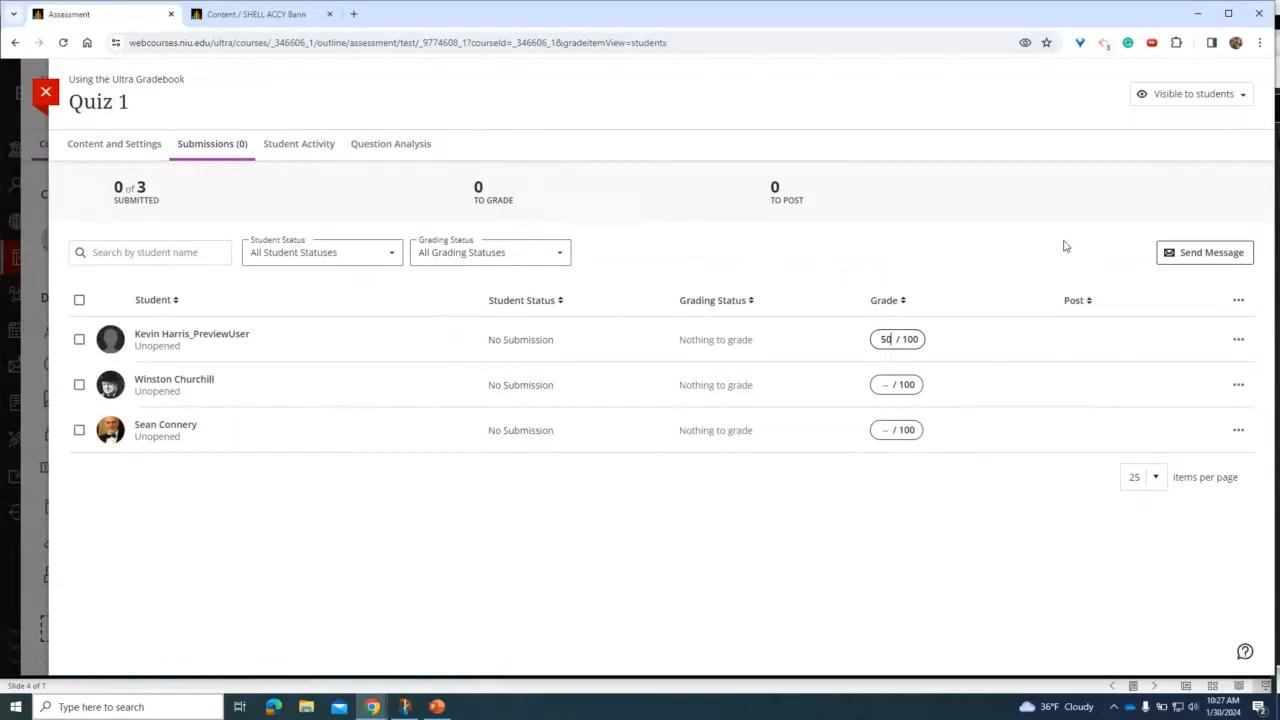 Assessment
Content / SHELL ACCY Bann
webcourses.niu.edu/ultra/courses/_346606_1/outline/assessment/test/_9774608_1?courseId=_346606_1&gradeitemView=students
3
Using the Ultra Gradebook
Quiz 1
Visible to students
Content and Settings
Submissions (0)
Student Activity
Question Analysis
0 of 3
SUBMITTED
0
TO GRADE
0
TO POST
Search by student name
Student Status
All Student Statuses
Grading Status
All Grading Statuses
Send Message
Student
Student Status
Grading Status
Grade
Post
Kevin Harris_PreviewUser
Unopened
No Submission
Nothing to grade
50 / 100
Winston Churchill
Unopened
No Submission
Nothing to grade
-- / 100
Sean Connery
Unopened
No Submission
Nothing to grade
-- / 100
25
items per page
Slide 4 of 7
Type here to search
36°F Cloudy
10:27 AM
1/30/2024
2